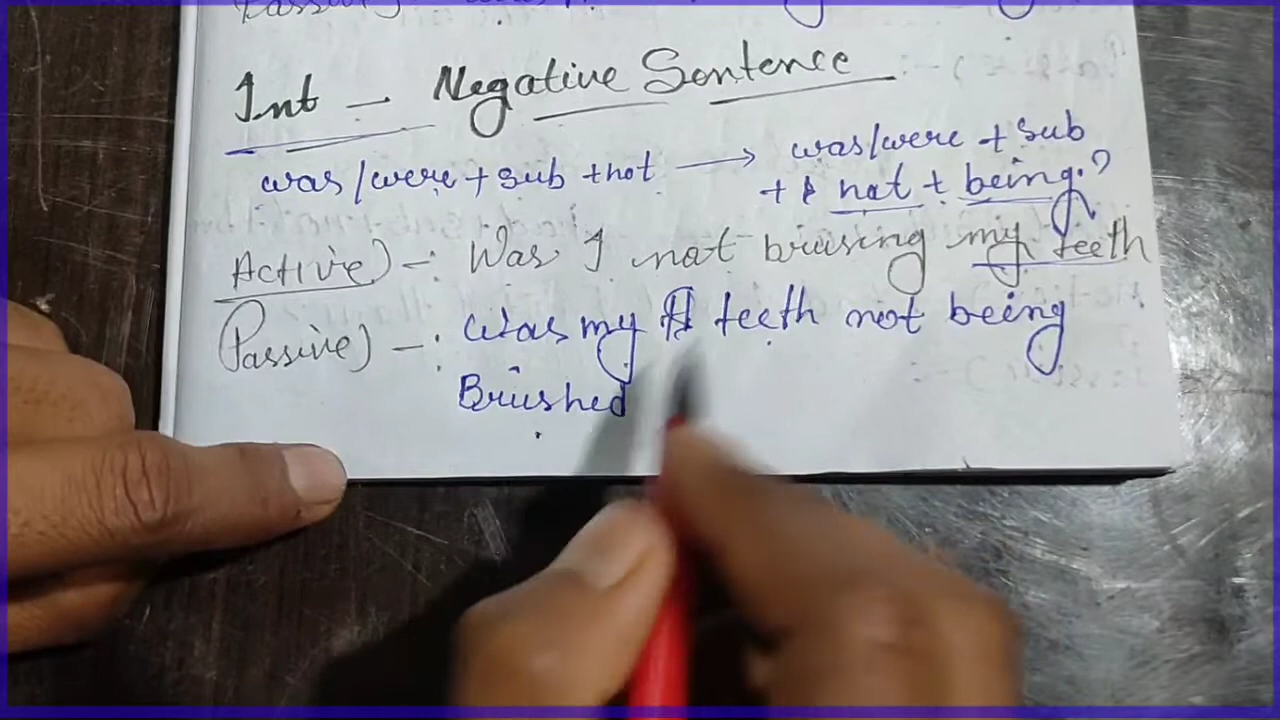 Int - Negative Sentence
was/were + sub + not → was/were + sub
+ not + being.?
Active) -: Was I not brusing my teeth
Passive) -: was my teeth not being
Brushed